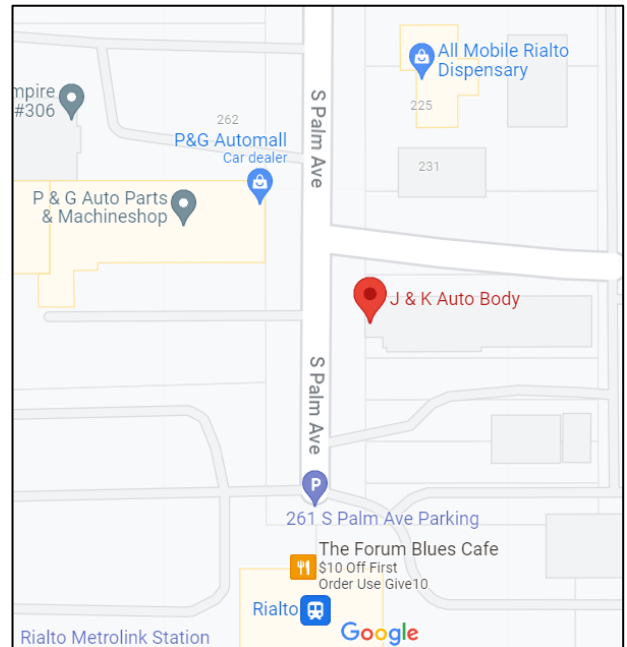 All Mobile Rialto
Dispensary
mpire
#306
S Palm Ave
262
225
P&G Automall
Car dealer
231
P & G Auto Parts
& Machineshop
J & K Auto Body
S Palm Ave
P
261 S Palm Ave Parking
The Forum Blues Cafe
$10 Off First
Order Use Give10
Rialto
Google
Rialto Metrolink Station